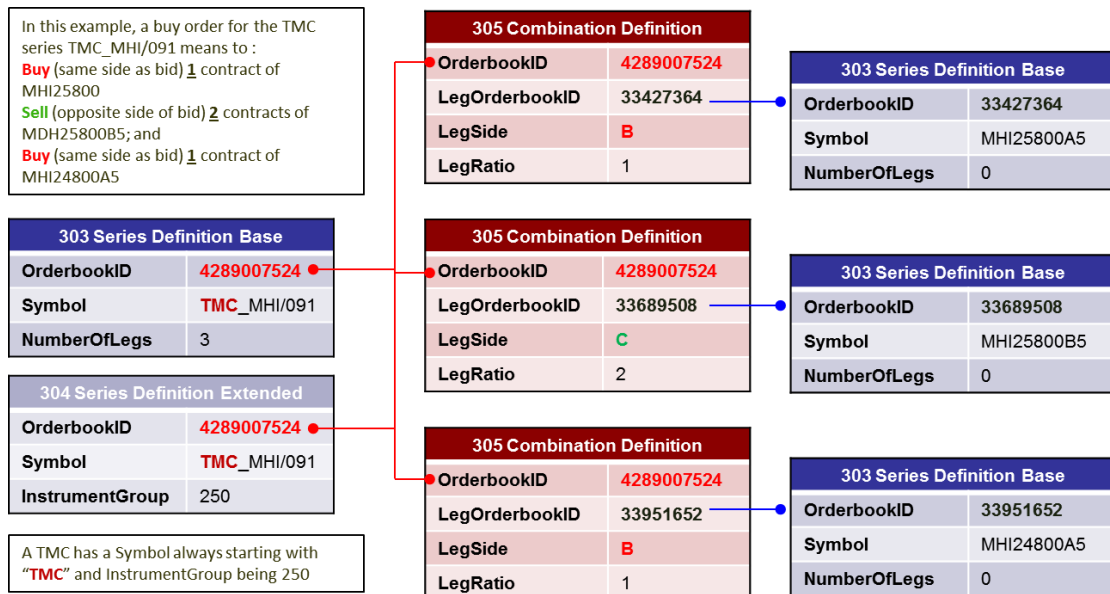 In this example, a buy order for the TMC
series TMC_MHI/091 means to :
Buy (same side as bid) 1 contract of
MHI25800
Sell (opposite side of bid) 2 contracts of
MDH25800B5; and
Buy (same side as bid) 1 contract of
MHI24800A5
303 Series Definition Base
OrderbookID 4289007524
Symbol TMC_MHI/091
NumberOfLegs 3
304 Series Definition Extended
OrderbookID 4289007524
Symbol TMC_MHI/091
InstrumentGroup 250
A TMC has a Symbol always starting with
“TMC” and InstrumentGroup being 250
305 Combination Definition
OrderbookID 4289007524
LegOrderbookID 33427364
LegSide B
LegRatio 1
305 Combination Definition
OrderbookID 4289007524
LegOrderbookID 33689508
LegSide C
LegRatio 2
305 Combination Definition
OrderbookID 4289007524
LegOrderbookID 33951652
LegSide B
LegRatio 1
303 Series Definition Base
OrderbookID 33427364
Symbol MHI25800A5
NumberOfLegs 0
303 Series Definition Base
OrderbookID 33689508
Symbol MHI25800B5
NumberOfLegs 0
303 Series Definition Base
OrderbookID 33951652
Symbol MHI24800A5
NumberOfLegs 0